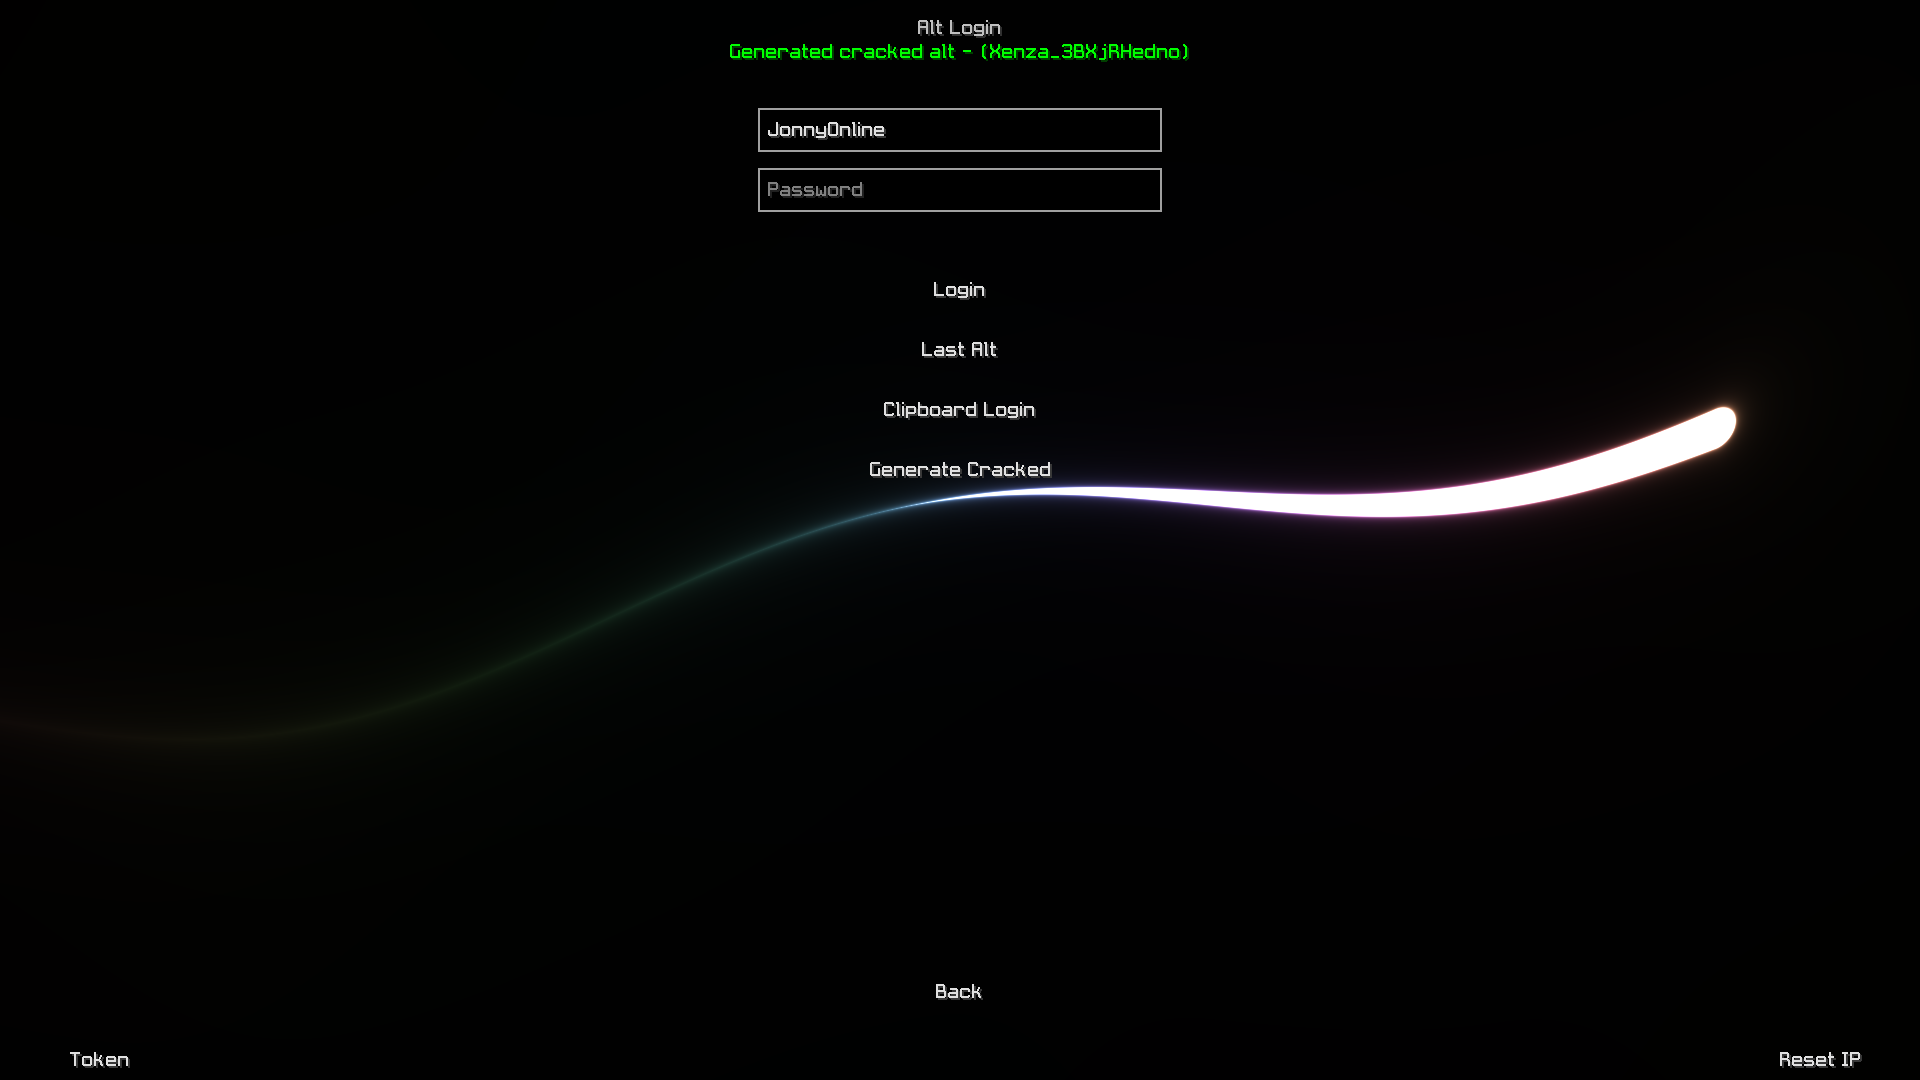 Alt Login
Generated cracked alt - (Xenza_3BXjRHedno)
JonnyOnline
Password
Login
Last Alt
Clipboard Login
Generate Cracked
Back
Token
Reset IP